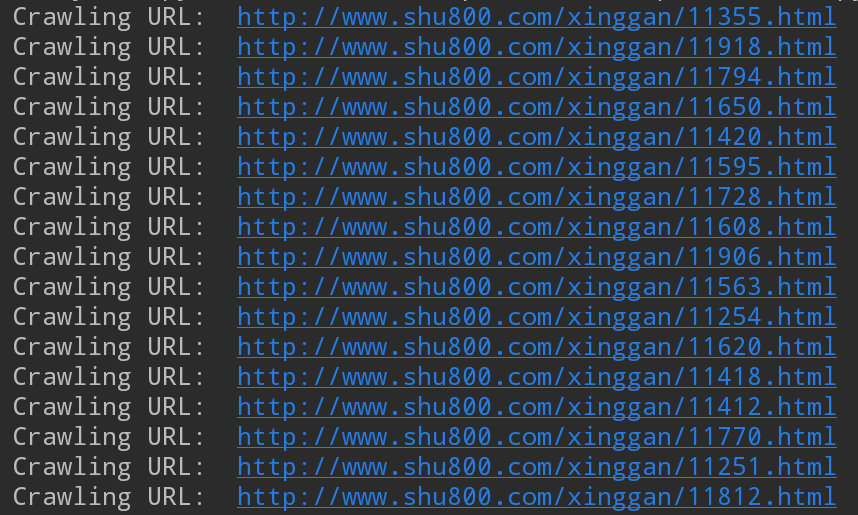 Crawling URL:  http://www.shu800.com/xinggan/11355.html
Crawling URL:  http://www.shu800.com/xinggan/11918.html
Crawling URL:  http://www.shu800.com/xinggan/11794.html
Crawling URL:  http://www.shu800.com/xinggan/11650.html
Crawling URL:  http://www.shu800.com/xinggan/11420.html
Crawling URL:  http://www.shu800.com/xinggan/11595.html
Crawling URL:  http://www.shu800.com/xinggan/11728.html
Crawling URL:  http://www.shu800.com/xinggan/11608.html
Crawling URL:  http://www.shu800.com/xinggan/11906.html
Crawling URL:  http://www.shu800.com/xinggan/11563.html
Crawling URL:  http://www.shu800.com/xinggan/11254.html
Crawling URL:  http://www.shu800.com/xinggan/11620.html
Crawling URL:  http://www.shu800.com/xinggan/11418.html
Crawling URL:  http://www.shu800.com/xinggan/11412.html
Crawling URL:  http://www.shu800.com/xinggan/11770.html
Crawling URL:  http://www.shu800.com/xinggan/11251.html
Crawling URL:  http://www.shu800.com/xinggan/11812.html